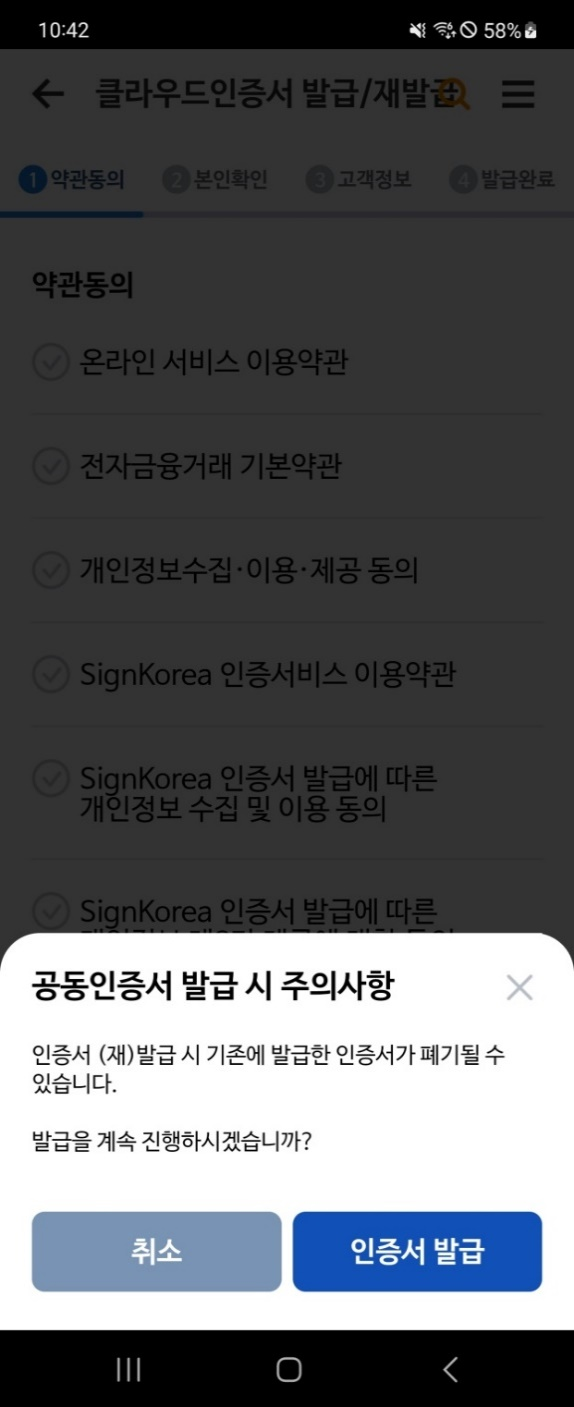 10:42
58%
클라우드인증서 발급/재발급
1 약관동의
2 본인확인
3 고객정보
4 발급완료
약관동의
온라인 서비스 이용약관
전자금융거래 기본약관
개인정보수집·이용·제공 동의
SignKorea 인증서비스 이용약관
SignKorea 인증서 발급에 따른
개인정보 수집 및 이용 동의
SignKorea 인증서 발급에 따른
공동인증서 발급 시 주의사항
인증서 (재)발급 시 기존에 발급한 인증서가 폐기될 수
있습니다.
발급을 계속 진행하시겠습니까?
취소
인증서 발급